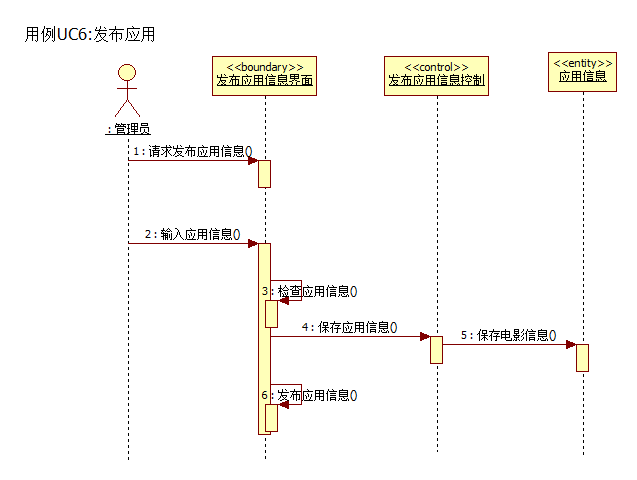 用例UC6:发布应用
<<boundary>>
发布应用信息界面
<<control>>
发布应用信息控制
<<entity>>
应用信息
: 管理员
1 : 请求发布应用信息()
2 : 输入应用信息()
3 : 检查应用信息()
4 : 保存应用信息()
5 : 保存电影信息()
6 : 发布应用信息()